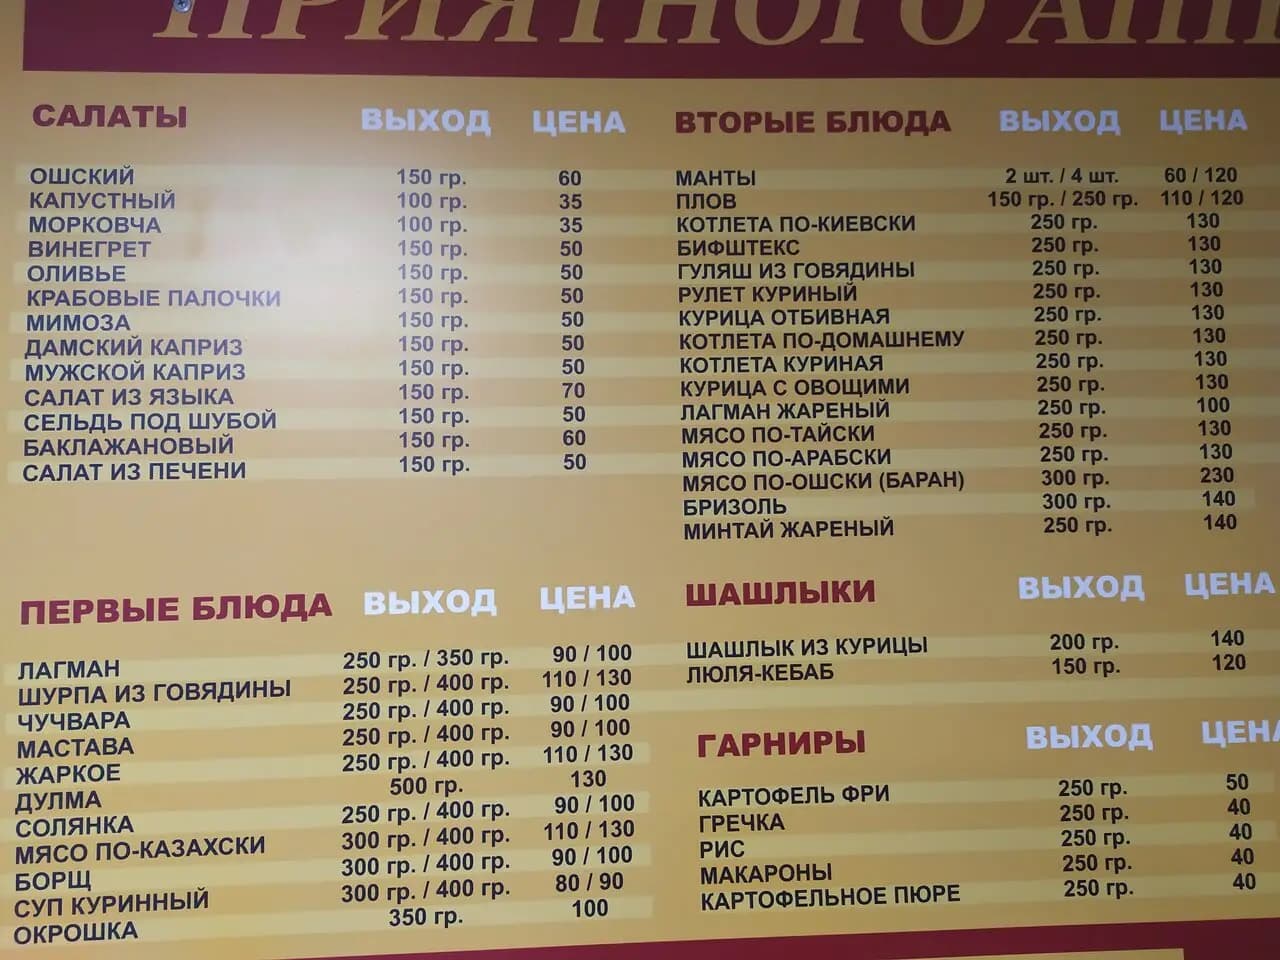 ПРИЯТНОГО
САЛАТЫ ВЫХОД ЦЕНА
ОШСКИЙ 150 гр. 60
КАПУСТНЫЙ 100 гр. 35
МОРКОВЧА 100 гр. 35
ВИНЕГРЕТ 150 гр. 50
ОЛИВЬЕ 150 гр. 50
КРАБОВЫЕ ПАЛОЧКИ 150 гр. 50
МИМОЗА 150 гр. 50
ДАМСКИЙ КАПРИЗ 150 гр. 50
МУЖСКОЙ КАПРИЗ 150 гр. 50
САЛАТ ИЗ ЯЗЫКА 150 гр. 70
СЕЛЬДЬ ПОД ШУБОЙ 150 гр. 50
БАКЛАЖАНОВЫЙ 150 гр. 60
САЛАТ ИЗ ПЕЧЕНИ 150 гр. 50
ПЕРВЫЕ БЛЮДА ВЫХОД ЦЕНА
ЛАГМАН 250 гр. / 350 гр. 90 / 100
ШУРПА ИЗ ГОВЯДИНЫ 250 гр. / 400 гр. 110 / 130
ЧУЧВАРА 250 гр. / 400 гр. 90 / 100
МАСТАВА 250 гр. / 400 гр. 90 / 100
ЖАРКОЕ 250 гр. / 400 гр. 110 / 130
ДУЛМА 500 гр. 130
СОЛЯНКА 250 гр. / 400 гр. 90 / 100
МЯСО ПО-КАЗАХСКИ 300 гр. / 400 гр. 110 / 130
БОРЩ 300 гр. / 400 гр. 90 / 100
СУП КУРИННЫЙ 300 гр. / 400 гр. 80 / 90
ОКРОШКА 350 гр. 100
ВТОРЫЕ БЛЮДА ВЫХОД ЦЕНА
МАНТЫ 2 шт. / 4 шт. 60 / 120
ПЛОВ 150 гр. / 250 гр. 110 / 120
КОТЛЕТА ПО-КИЕВСКИ 250 гр. 130
БИФШТЕКС 250 гр. 130
ГУЛЯШ ИЗ ГОВЯДИНЫ 250 гр. 130
РУЛЕТ КУРИНЫЙ 250 гр. 130
КУРИЦА ОТБИВНАЯ 250 гр. 130
КОТЛЕТА ПО-ДОМАШНЕМУ 250 гр. 130
КОТЛЕТА КУРИНАЯ 250 гр. 130
КУРИЦА С ОВОЩИМИ 250 гр. 130
ЛАГМАН ЖАРЕНЫЙ 250 гр. 100
МЯСО ПО-ТАЙСКИ 250 гр. 130
МЯСО ПО-АРАБСКИ 250 гр. 130
МЯСО ПО-ОШСКИ (БАРАН) 300 гр. 230
БРИЗОЛЬ 300 гр. 140
МИНТАЙ ЖАРЕНЫЙ 250 гр. 140
ШАШЛЫКИ ВЫХОД ЦЕНА
ШАШЛЫК ИЗ КУРИЦЫ 200 гр. 140
ЛЮЛЯ-КЕБАБ 150 гр. 120
ГАРНИРЫ ВЫХОД ЦЕНА
КАРТОФЕЛЬ ФРИ 250 гр. 50
ГРЕЧКА 250 гр. 40
РИС 250 гр. 40
МАКАРОНЫ 250 гр. 40
КАРТОФЕЛЬНОЕ ПЮРЕ 250 гр. 40